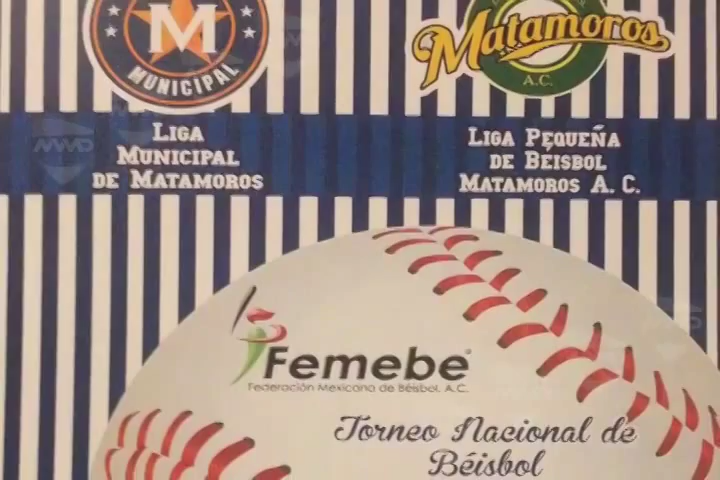 M
MUNICIPAL
Matamoros
A.C.
LIGA
MUNICIPAL
DE MATAMOROS
LIGA PEQUEÑA
DE BÉISBOL
MATAMOROS A. C.
Femebe
Federación Mexicana de Béisbol, A.C.
Torneo Nacional de
Béisbol